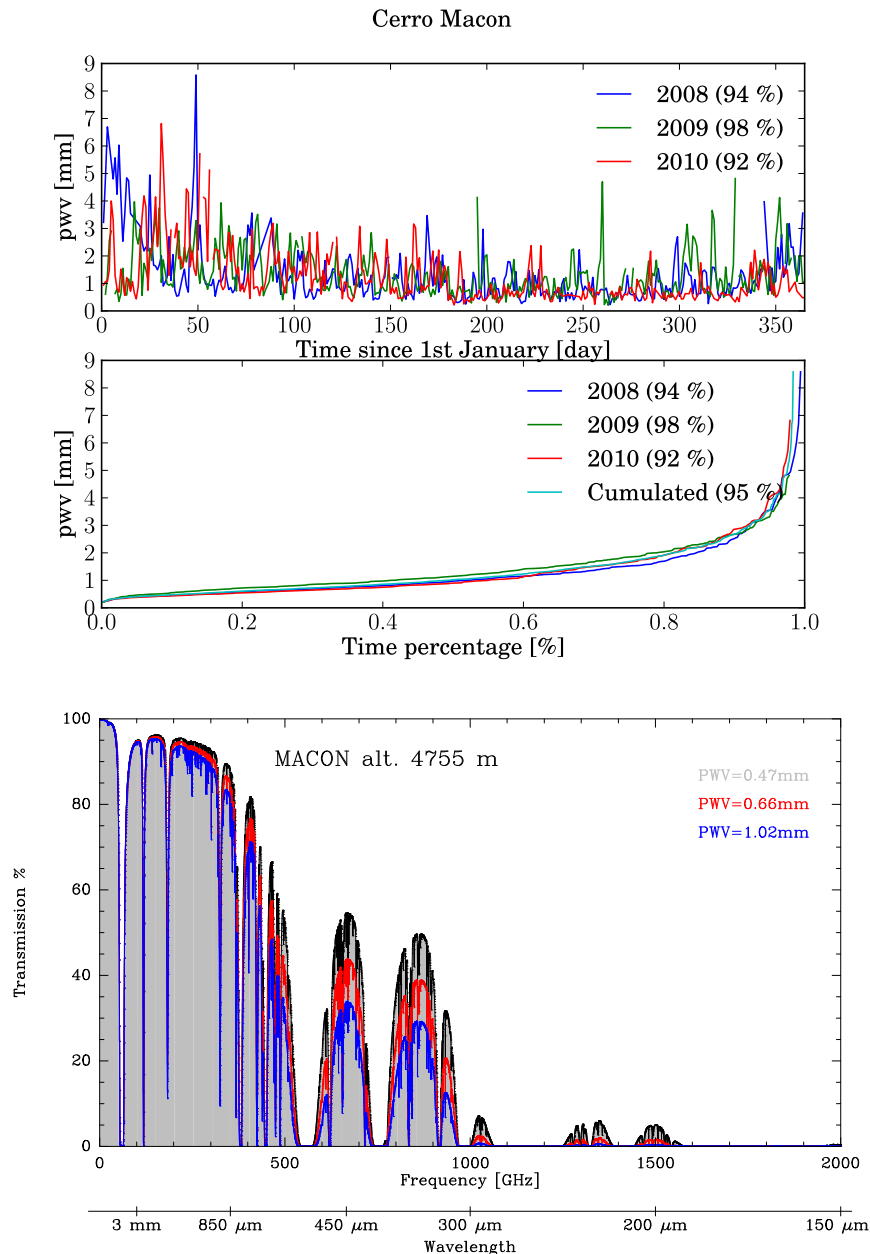 Cerro Macon
9
8
7
6
5
4
3
2
1
0
pwv [mm]
2008 (94 %)
2009 (98 %)
2010 (92 %)
0 50 100 150 200 250 300 350
Time since 1st January [day]
9
8
7
6
5
4
3
2
1
0
pwv [mm]
2008 (94 %)
2009 (98 %)
2010 (92 %)
Cumulated (95 %)
0.0 0.2 0.4 0.6 0.8 1.0
Time percentage [%]
100
80
60
40
20
0
Transmission %
MACON alt. 4755 m
PWV=0.47mm
PWV=0.66mm
PWV=1.02mm
0 500 1000 1500 2000
Frequency [GHz]
3 mm 850 μm 450 μm 300 μm 200 μm 150 μm
Wavelength